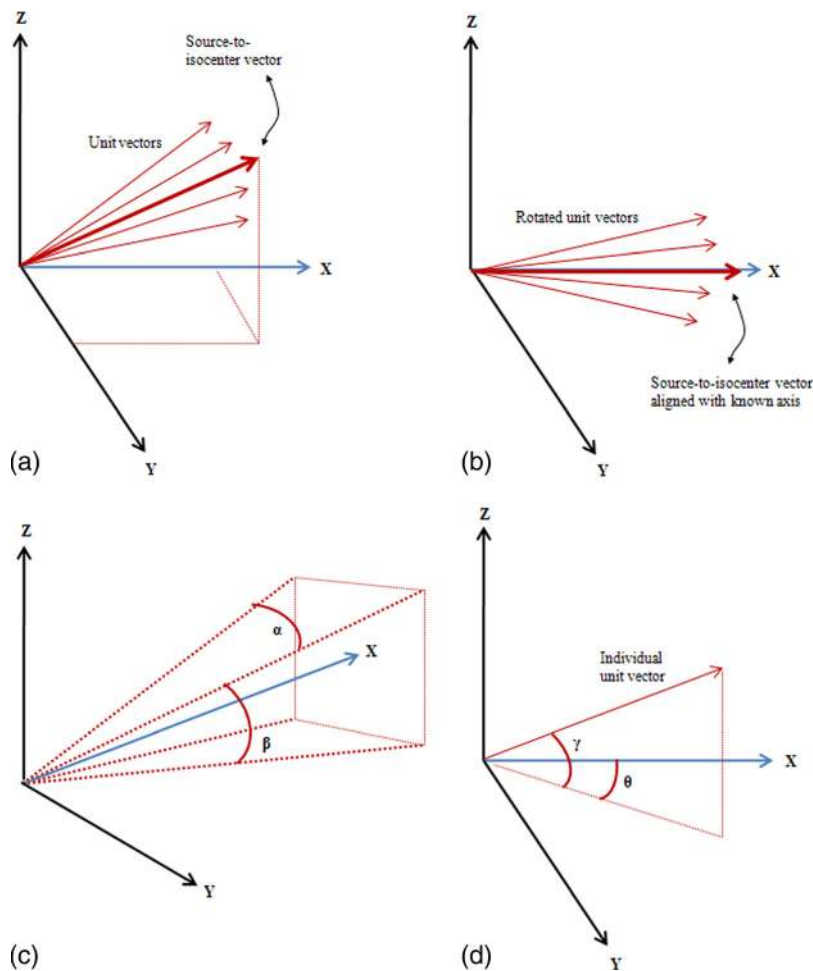 Z
Source-to-
isocenter vector
Unit vectors
X
Y
(a)
Z
Rotated unit vectors
X
Source-to-isocenter vector
aligned with known axis
Y
(b)
Z
α
X
β
Y
(c)
Z
Individual
unit vector
γ
X
θ
Y
(d)